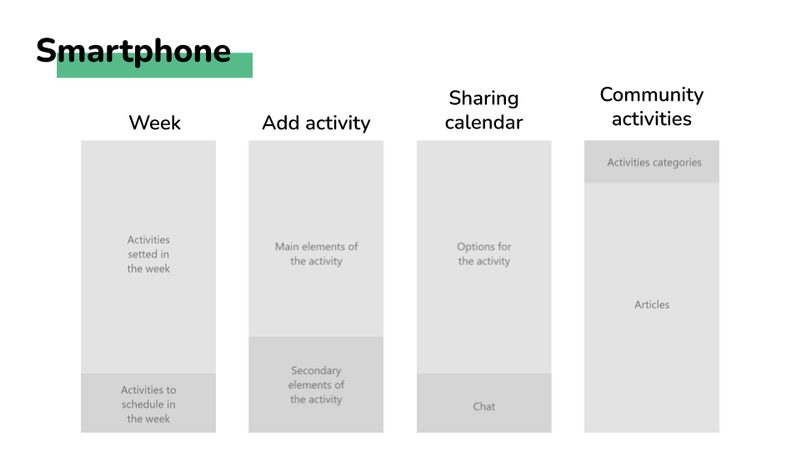 Smartphone
Week
Activities
setted in
the week
Activities to
schedule in
the week
Add activity
Main elements of
the activity
Secondary
elements of
the activity
Sharing
calendar
Options for
the activity
Chat
Community
activities
Activities categories
Articles